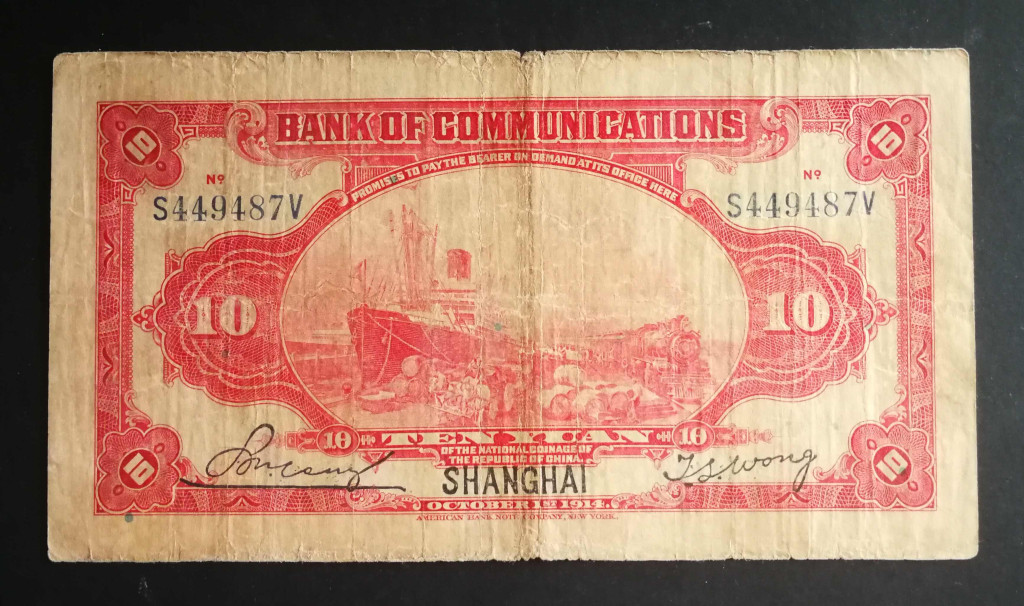 BANK OF COMMUNICATIONS
10 10
PROMISES TO PAY THE BEARER ON DEMAND AT ITS OFFICE HERE
Nº Nº
S449487V S449487V
10 10
10 TEN YUAN 10
OF THE NATIONAL COINAGE OF
THE REPUBLIC OF CHINA.
T.S. Wong
SHANGHAI
10 10
OCTOBER 1ST 1914.
AMERICAN BANK NOTE COMPANY, NEW YORK.